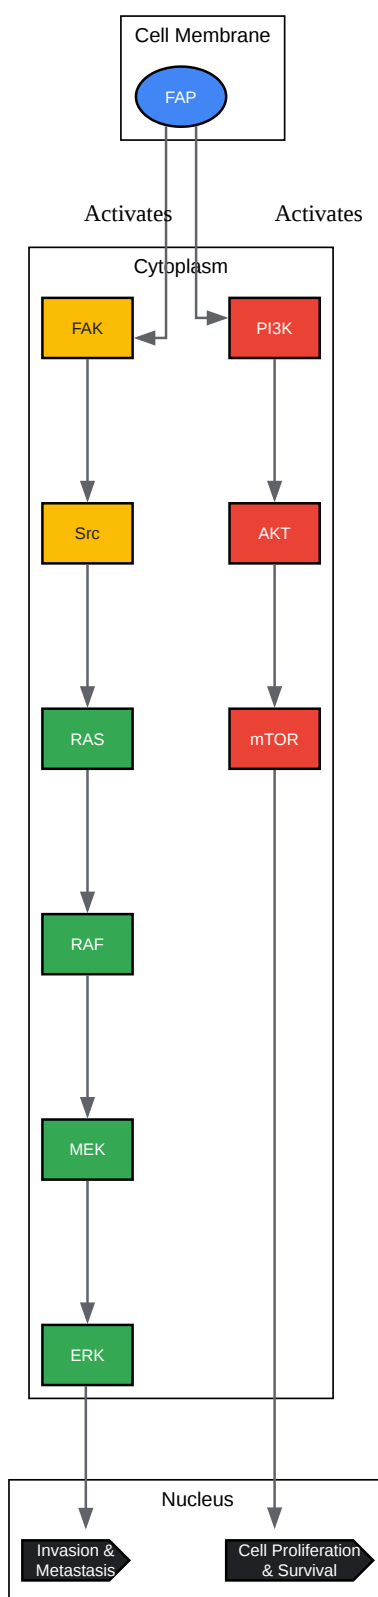 Cell Membrane
FAP
Activates
Activates
Cytoplasm
FAK
PI3K
Src
AKT
RAS
mTOR
RAF
MEK
ERK
Nucleus
Invasion &
Metastasis
Cell Proliferation
& Survival